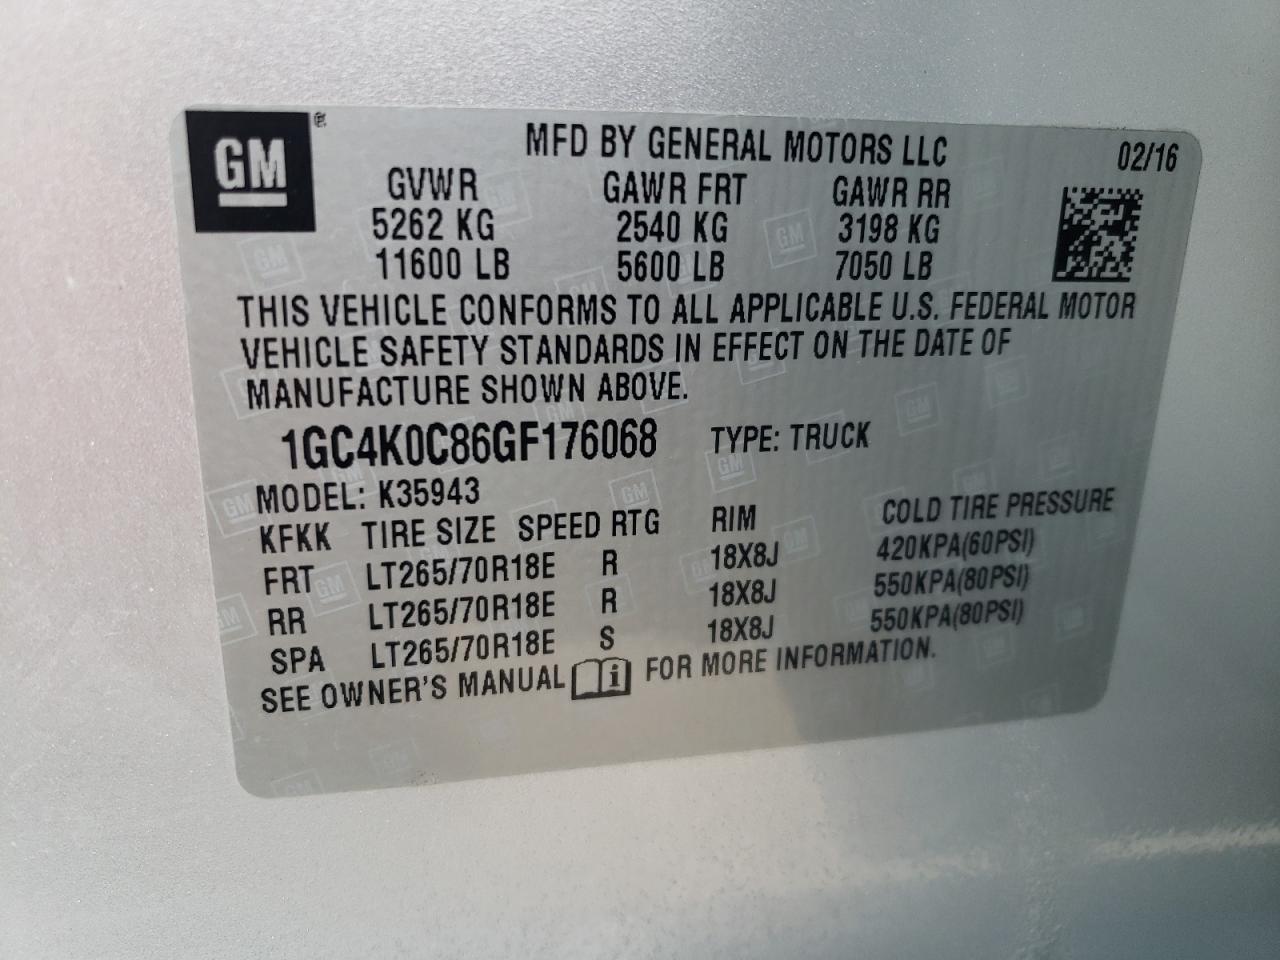 GM
MFD BY GENERAL MOTORS LLC 02/16
GVWR GAWR FRT GAWR RR
5262 KG 2540 KG 3198 KG
11600 LB 5600 LB 7050 LB
THIS VEHICLE CONFORMS TO ALL APPLICABLE U.S. FEDERAL MOTOR
VEHICLE SAFETY STANDARDS IN EFFECT ON THE DATE OF
MANUFACTURE SHOWN ABOVE.
1GC4K0C86GF176068 TYPE: TRUCK
MODEL: K35943
KFKK TIRE SIZE SPEED RTG RIM COLD TIRE PRESSURE
FRT LT265/70R18E R 18X8J 420KPA(60PSI)
RR LT265/70R18E R 18X8J 550KPA(80PSI)
SPA LT265/70R18E S 18X8J 550KPA(80PSI)
SEE OWNER'S MANUAL i FOR MORE INFORMATION.